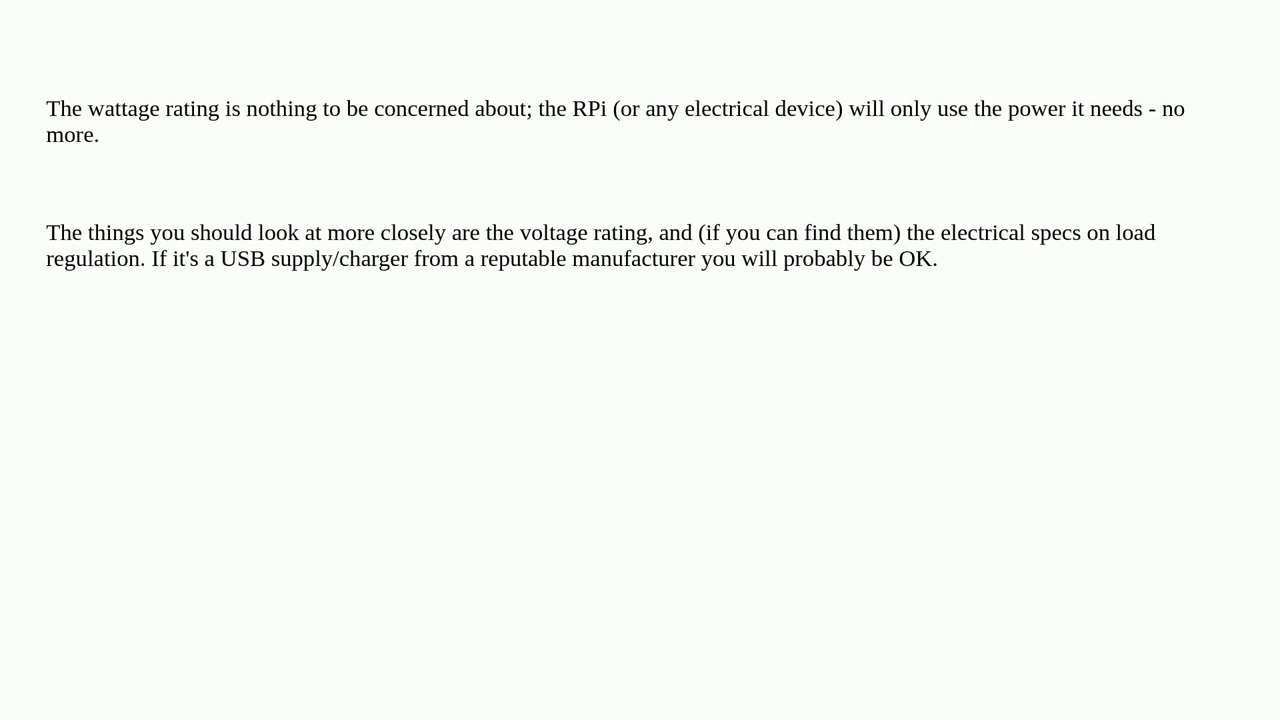 The wattage rating is nothing to be concerned about; the RPi (or any electrical device) will only use the power it needs - no
more.
The things you should look at more closely are the voltage rating, and (if you can find them) the electrical specs on load
regulation. If it's a USB supply/charger from a reputable manufacturer you will probably be OK.